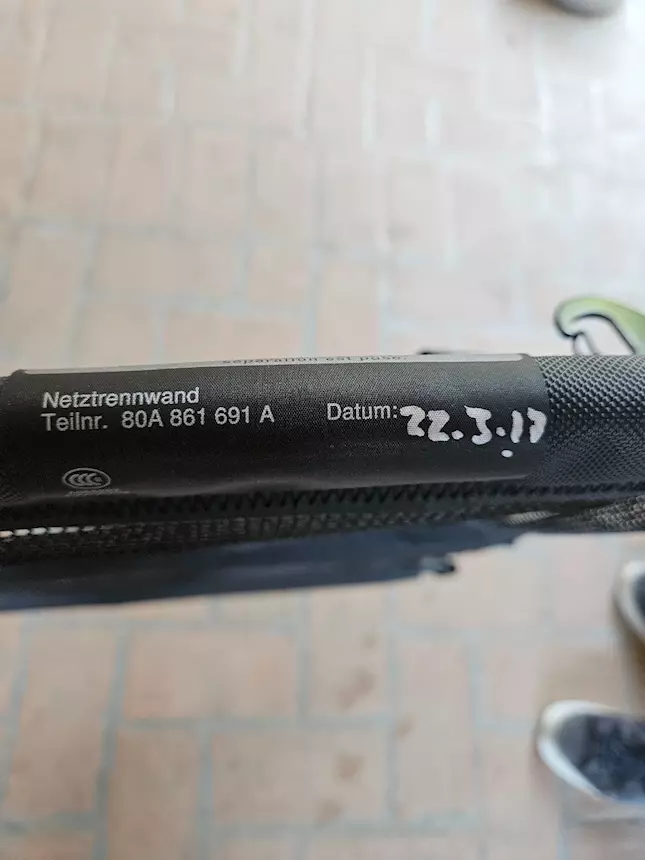 Netztrennwand
Teilnr. 80A 861 691 A
Datum: 22.3.17